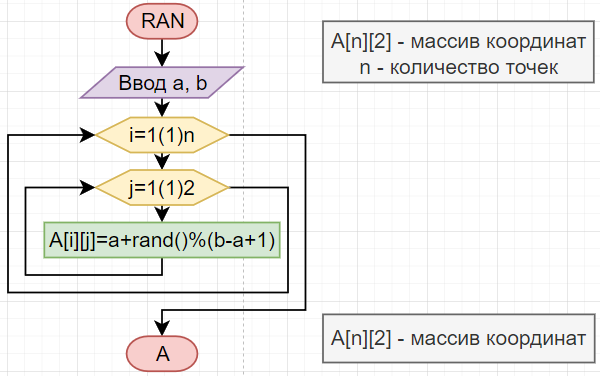 RAN
A[n][2] - массив координат
n - количество точек
Ввод a, b
i=1(1)n
j=1(1)2
A[i][j]=a+rand()%(b-a+1)
A[n][2] - массив координат
A